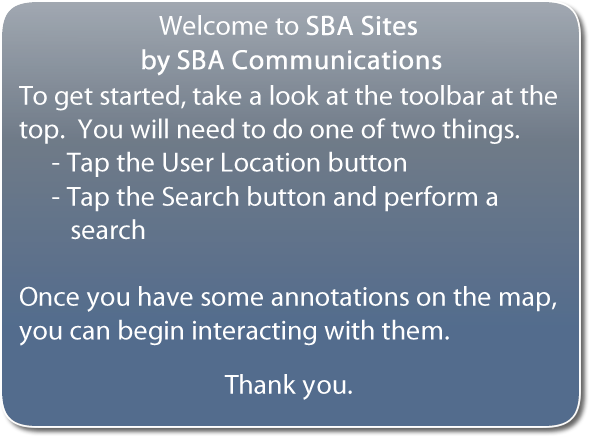 Welcome to SBA Sites
by SBA Communications
To get started, take a look at the toolbar at the
top.  You will need to do one of two things.
- Tap the User Location button
- Tap the Search button and perform a
search
Once you have some annotations on the map,
you can begin interacting with them.
Thank you.